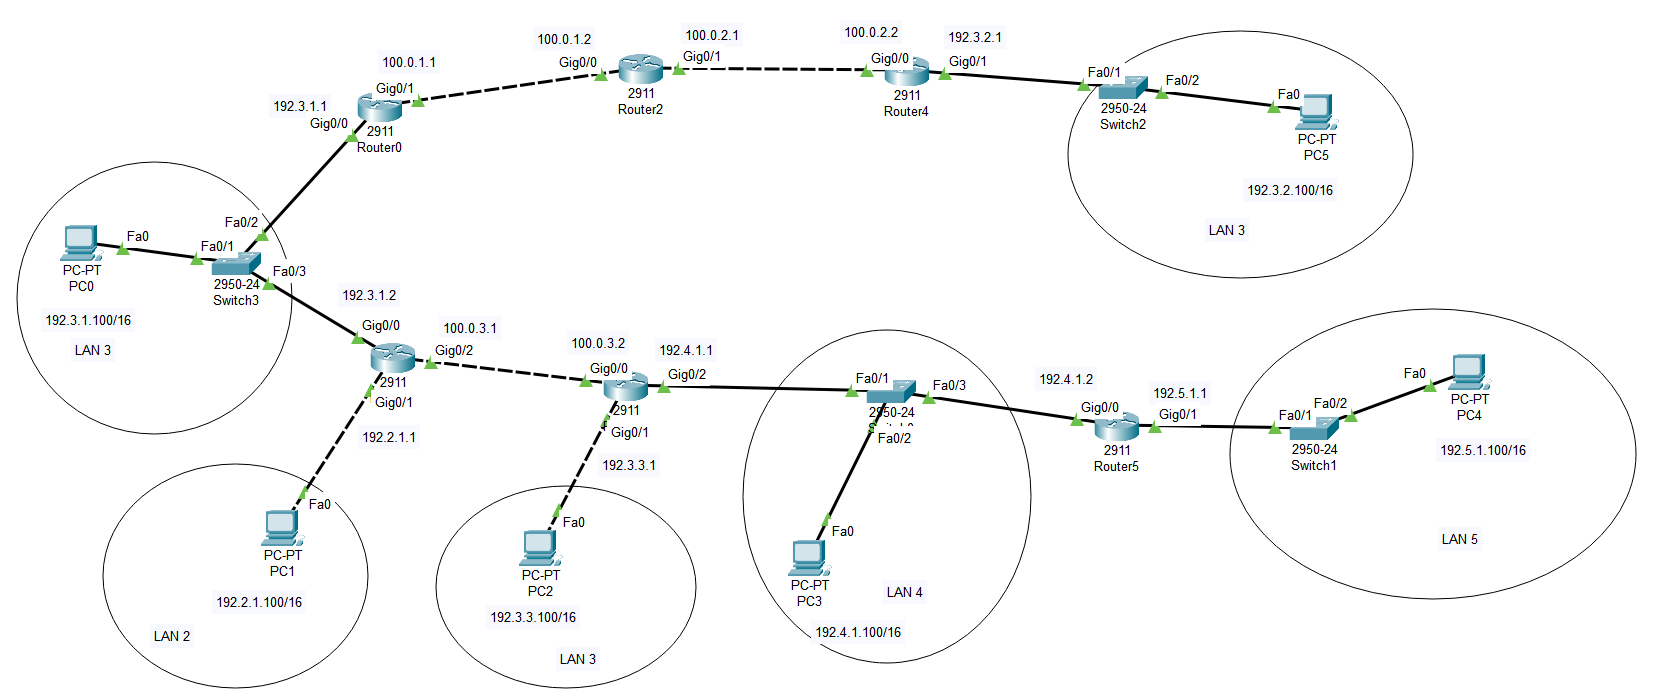 100.0.1.1
192.3.1.1
Gig0/1
Gig0/0
2911
Router0
100.0.1.2
100.0.2.1
Gig0/0
Gig0/1
2911
Router2
100.0.2.2
192.3.2.1
Gig0/0
Gig0/1
2911
Router4
Fa0/1
Fa0/2
2950-24
Switch2
Fa0
PC-PT
PC5
192.3.2.100/16
LAN 3
Fa0
PC-PT
PC0
Fa0/2
Fa0/1
Fa0/3
2950-24
Switch3
192.3.1.100/16
LAN 3
192.3.1.2
Gig0/0
100.0.3.1
Gig0/2
2911
Gig0/1
192.2.1.1
Fa0
PC-PT
PC1
192.2.1.100/16
LAN 2
100.0.3.2
192.4.1.1
Gig0/0
Gig0/2
2911
Gig0/1
192.3.3.1
Fa0
PC-PT
PC2
192.3.3.100/16
LAN 3
Fa0/1
Fa0/3
2950-24
Fa0/2
Fa0
PC-PT
PC3
LAN 4
192.4.1.100/16
192.4.1.2
192.5.1.1
Gig0/0
Gig0/1
2911
Router5
Fa0/1
Fa0/2
2950-24
Switch1
Fa0
PC-PT
PC4
192.5.1.100/16
LAN 5